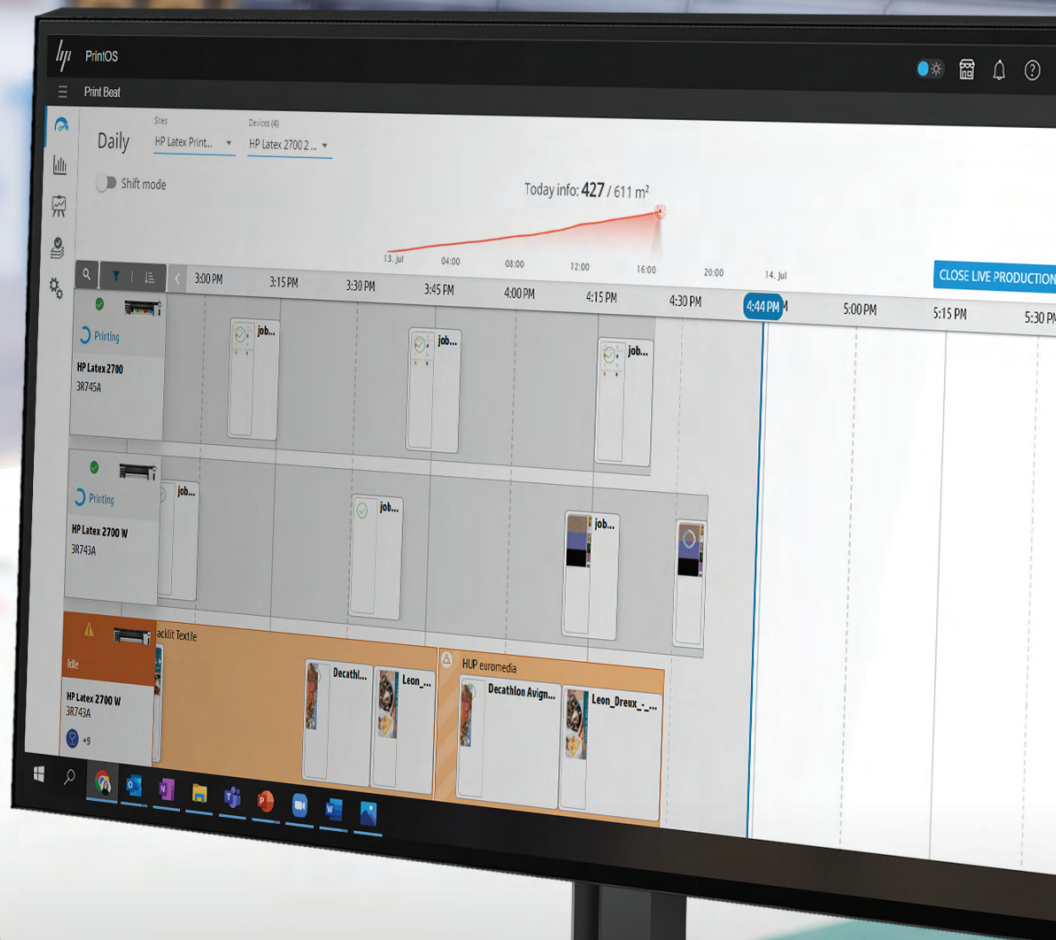 hp PrintOS
Print Beat
Daily
Sites
HP Latex Print...
Devices (4)
HP Latex 2700 2 ...
Shift mode
Today info: 427 / 611 m²
13. Jul 04:00 08:00 12:00 16:00 20:00 14. Jul
CLOSE LIVE PRODUCTION
3:00 PM 3:15 PM 3:30 PM 3:45 PM 4:00 PM 4:15 PM 4:30 PM 4:44 PM 5:00 PM 5:15 PM 5:30 PM
Printing
HP Latex 2700
3R745A
job...
job...
job...
Printing
HP Latex 2700 W
3R743A
job...
job...
job...
acklit Textile
HUP euromedia
Idle
HP Latex 2700 W
3R743A
+9
Decathl...
Leon_...
Decathlon Avign...
Leon_Dreux_-_...